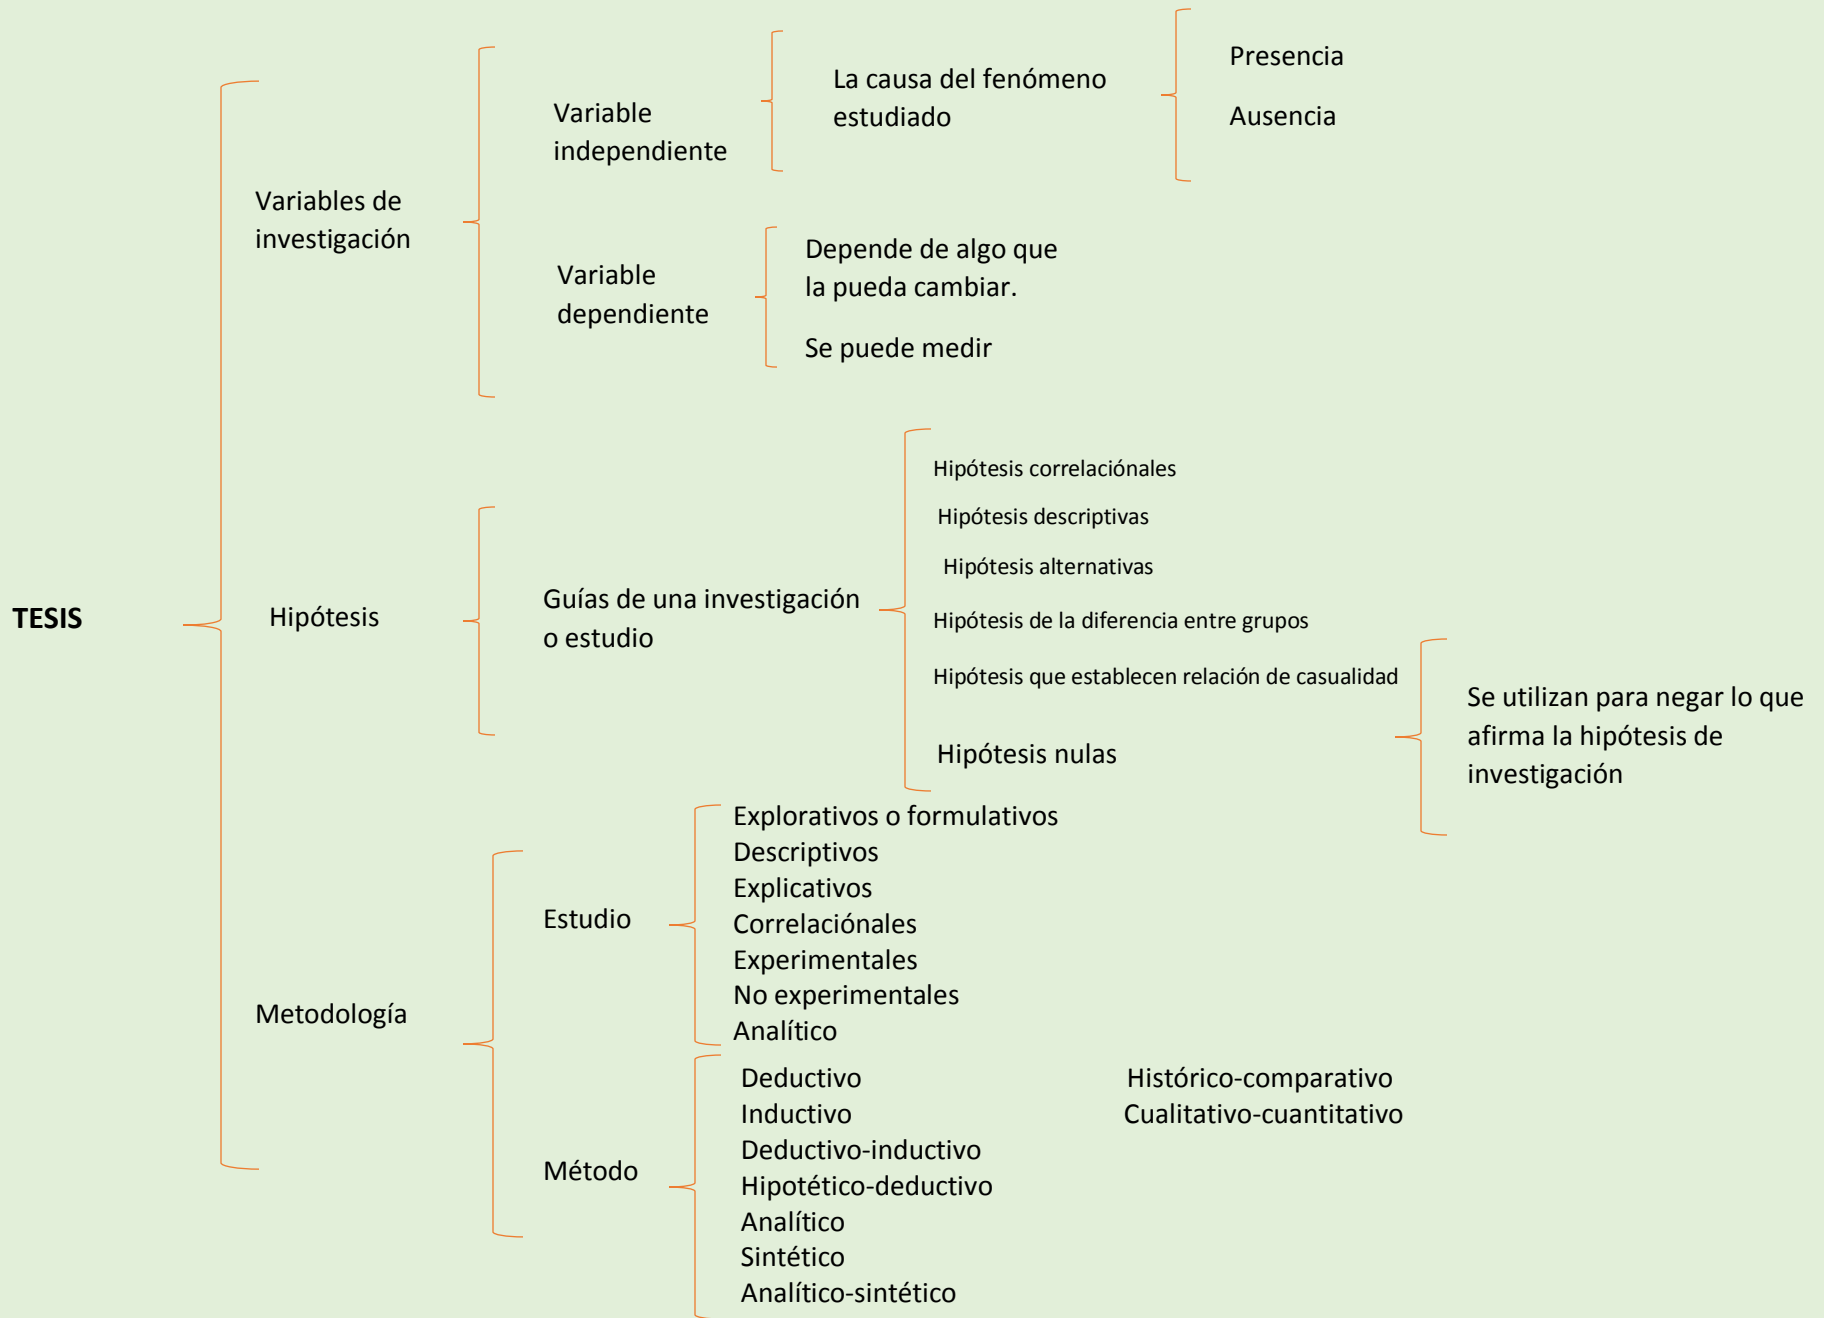 TESIS
Variables de
investigación
Variable
independiente
La causa del fenómeno
estudiado
Presencia
Ausencia
Variable
dependiente
Depende de algo que
la pueda cambiar.
Se puede medir
Hipótesis
Guías de una investigación
o estudio
Hipótesis correlaciónales
Hipótesis descriptivas
Hipótesis alternativas
Hipótesis de la diferencia entre grupos
Hipótesis que establecen relación de casualidad
Hipótesis nulas
Se utilizan para negar lo que
afirma la hipótesis de
investigación
Metodología
Estudio
Explorativos o formulativos
Descriptivos
Explicativos
Correlaciónales
Experimentales
No experimentales
Analítico
Método
Deductivo
Inductivo
Deductivo-inductivo
Hipotético-deductivo
Analítico
Sintético
Analítico-sintético
Histórico-comparativo
Cualitativo-cuantitativo